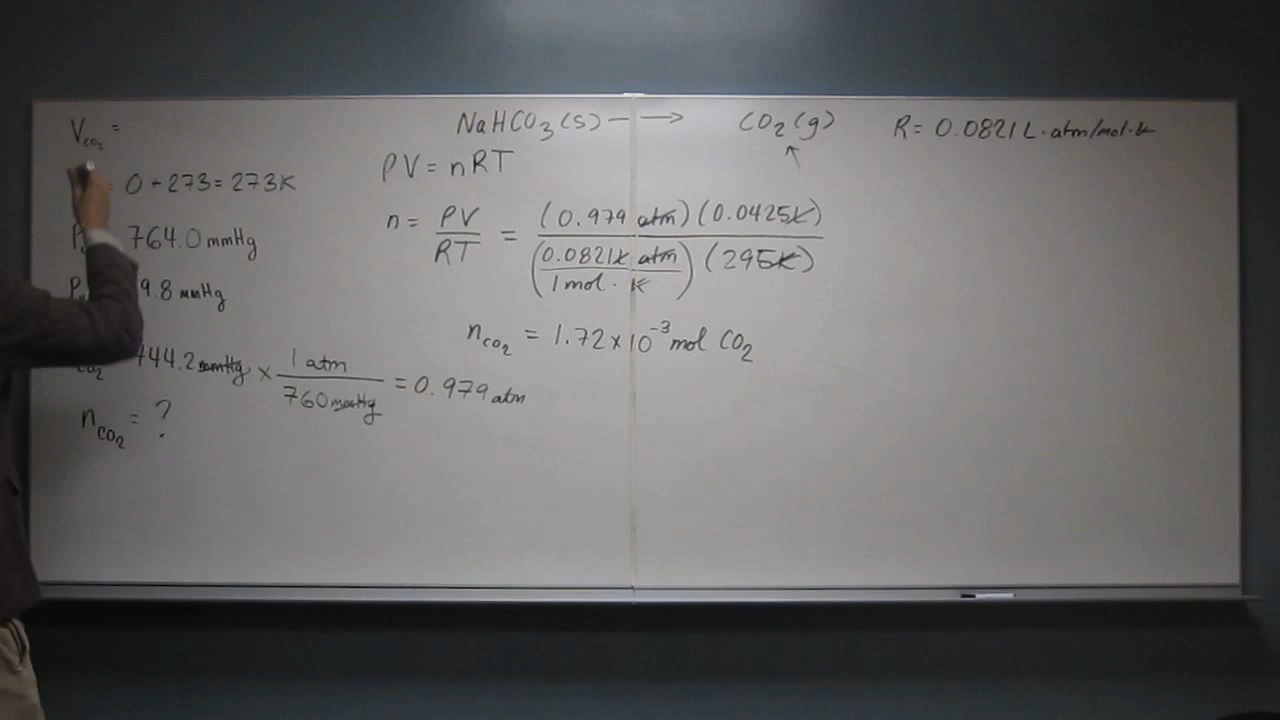 V_CO2 =
= 0 + 273 = 273K
P 764.0 mmHg
P 9.8 mmHg
CO2 744.2 mmHg × 1 atm / 760 mmHg = 0.979 atm
n_CO2 = ?
NaHCO3(s) — → CO2(g)
PV = nRT
n = PV / RT = (0.979 atm)(0.0425L) / (0.0821L atm / 1 mol · K)(295K)
n_CO2 = 1.72 × 10^-3 mol CO2
R = 0.0821 L·atm/mol·K